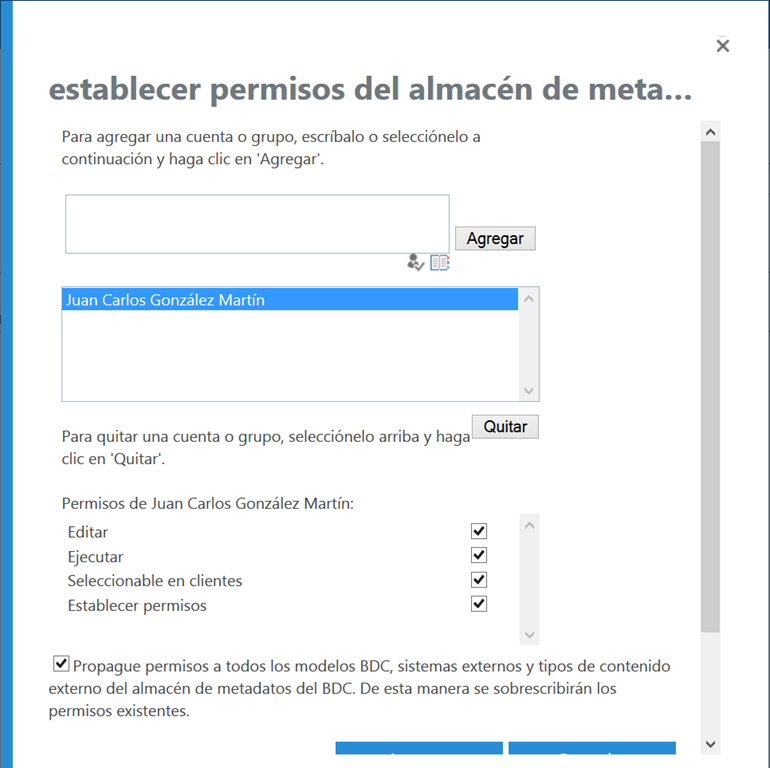 establecer permisos del almacén de meta...
Para agregar una cuenta o grupo, escríbalo o selecciónelo a
continuación y haga clic en 'Agregar'.
Agregar
Juan Carlos González Martín
Quitar
Para quitar una cuenta o grupo, selecciónelo arriba y haga
clic en 'Quitar'.
Permisos de Juan Carlos González Martín:
Editar
Ejecutar
Seleccionable en clientes
Establecer permisos
Propague permisos a todos los modelos BDC, sistemas externos y tipos de contenido
externo del almacén de metadatos del BDC. De esta manera se sobrescribirán los
permisos existentes.